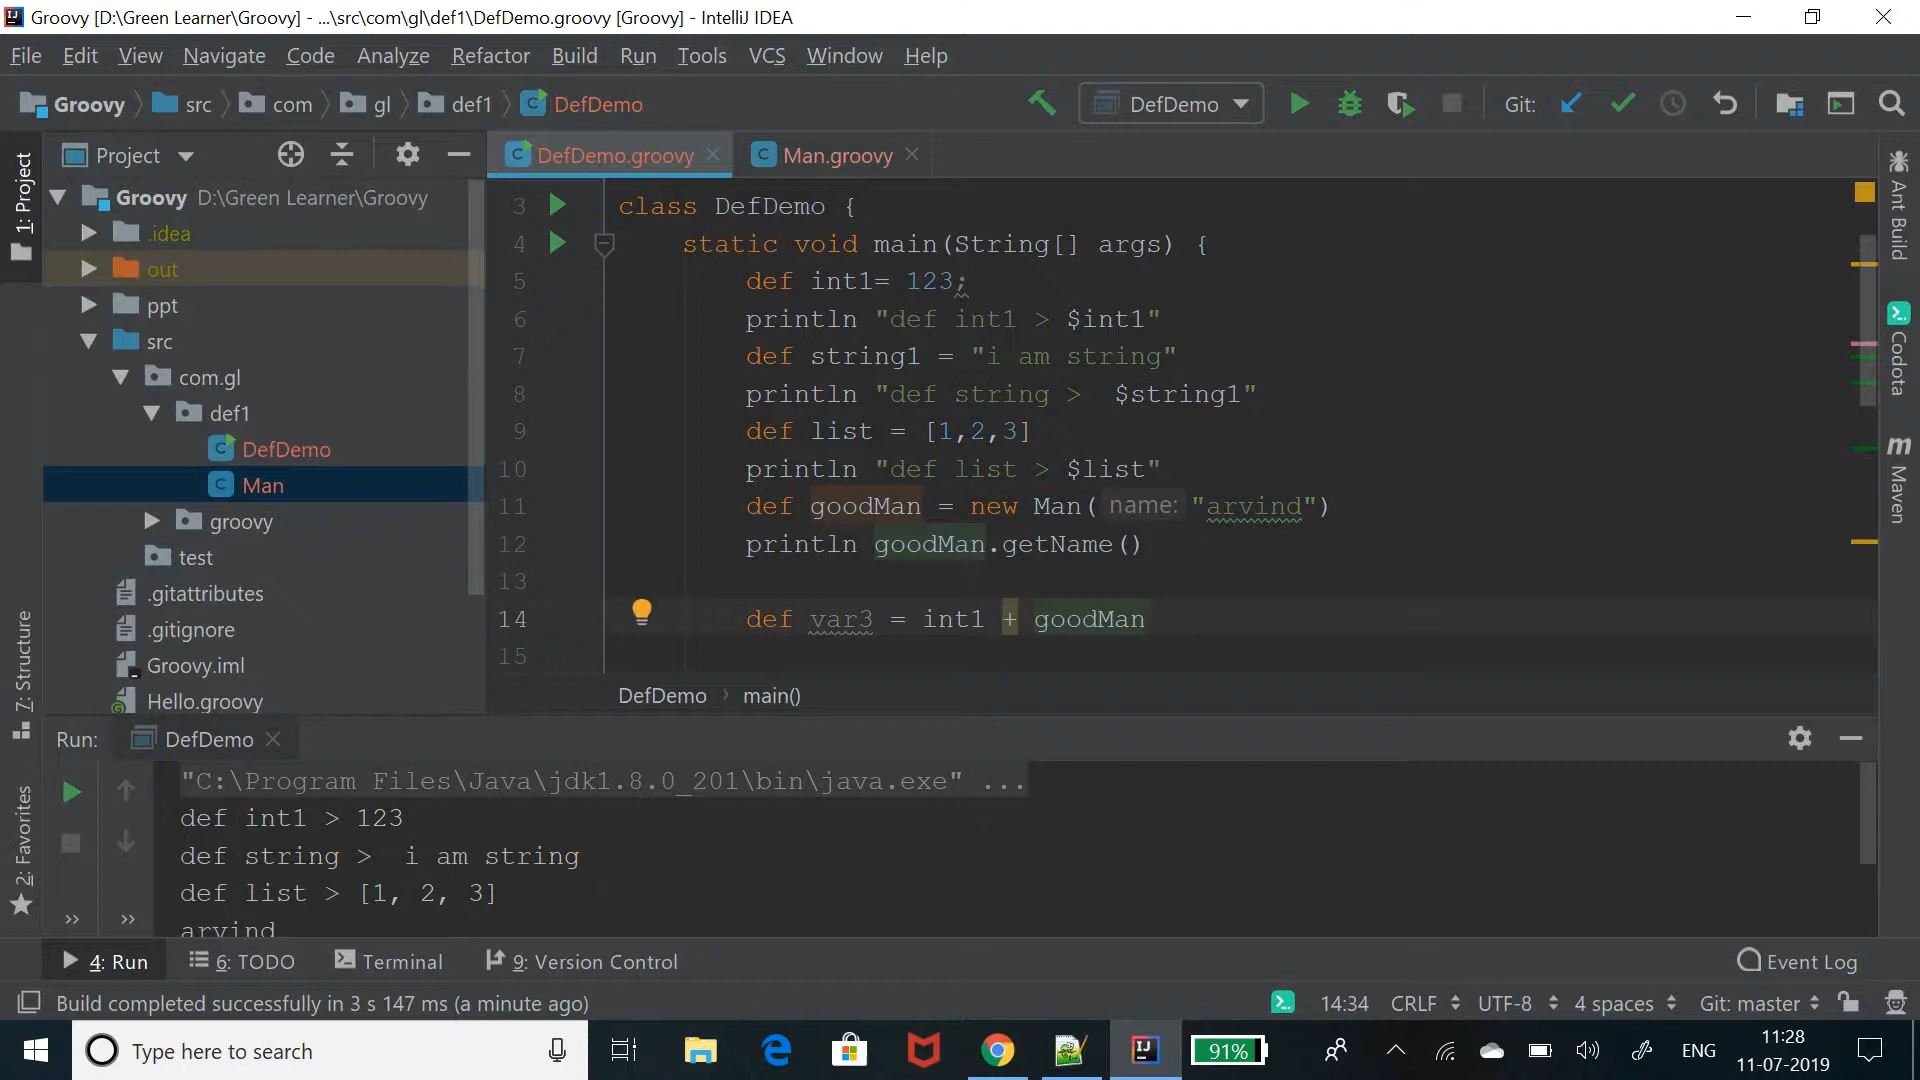 Groovy [D:\Green Learner\Groovy] - ...\src\com\gl\def1\DefDemo.groovy [Groovy] - IntelliJ IDEA
File Edit View Navigate Code Analyze Refactor Build Run Tools VCS Window Help
Groovy src com gl def1 DefDemo
DefDemo Git:
Project
DefDemo.groovy Man.groovy
1: Project
Groovy D:\Green Learner\Groovy
.idea
out
ppt
src
com.gl
def1
DefDemo
Man
groovy
test
.gitattributes
.gitignore
Groovy.iml
Hello.groovy
3 class DefDemo {
4 static void main(String[] args) {
5 def int1= 123;
6 println "def int1 > $int1"
7 def string1 = "i am string"
8 println "def string >  $string1"
9 def list = [1,2,3]
10 println "def list > $list"
11 def goodMan = new Man( name: "arvind")
12 println goodMan.getName()
13
14 def var3 = int1 + goodMan
15
DefDemo main()
Ant Build
Codota
m Maven
7: Structure
2: Favorites
Run: DefDemo
"C:\Program Files\Java\jdk1.8.0_201\bin\java.exe" ...
def int1 > 123
def string >  i am string
def list > [1, 2, 3]
arvind
4: Run 6: TODO Terminal 9: Version Control Event Log
Build completed successfully in 3 s 147 ms (a minute ago) 14:34 CRLF UTF-8 4 spaces Git: master
Type here to search 91% ENG 11:28
11-07-2019